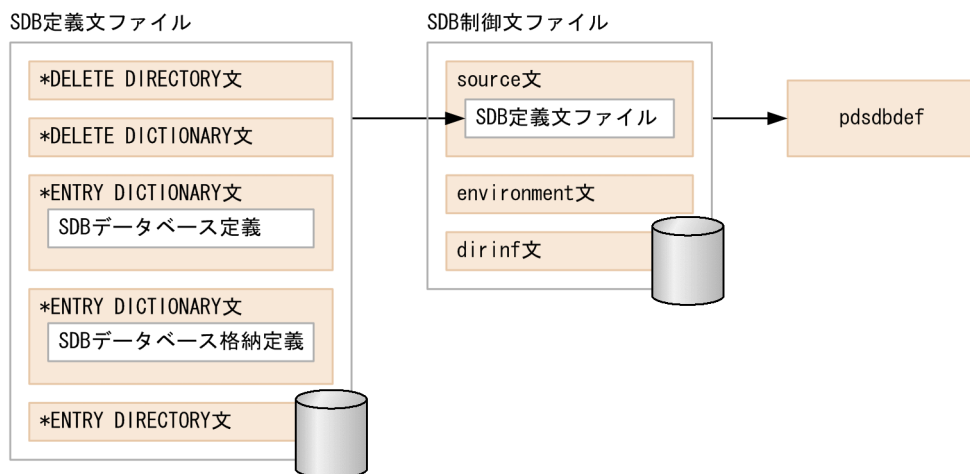 SDB定義文ファイル
*DELETE DIRECTORY文
*DELETE DICTIONARY文
*ENTRY DICTIONARY文
SDBデータベース定義
*ENTRY DICTIONARY文
SDBデータベース格納定義
*ENTRY DIRECTORY文
SDB制御文ファイル
source文
SDB定義文ファイル
environment文
dirinf文
pdsdbdef